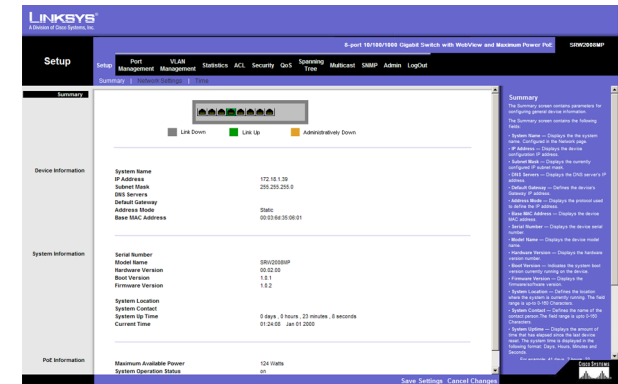 LINKSYS®
A Division of Cisco Systems, Inc.
8-port 10/100/1000 Gigabit Switch with WebView and Maximum Power PoE
SRW2008MP
Setup
Setup
Port Management
VLAN Management
Statistics
ACL
Security
QoS
Spanning Tree
Multicast
SNMP
Admin
LogOut
Summary | Network Settings | Time
Summary
Link Down
Link Up
Administratively Down
Device Information
System Name
IP Address 172.18.1.39
Subnet Mask 255.255.255.0
DNS Servers
Default Gateway
Address Mode Static
Base MAC Address 00:03:6d:35:06:01
System Information
Serial Number
Model Name SRW2008MP
Hardware Version 00.02.00
Boot Version 1.0.1
Firmware Version 1.0.2
System Location
System Contact
System Up Time 0 days , 0 hours , 23 minutes , 6 seconds
Current Time 01:24:08 Jan 01 2000
PoE Information
Maximum Available Power 124 Watts
System Operation Status on
Summary
The Summary screen contains parameters for
configuring general device information.
The Summary screen contains the following
fields:
• System Name — Displays the the system
name. Configured in the Network page.
• IP Address — Displays the device
configuration IP address.
• Subnet Mask — Displays the currently
configured IP subnet mask.
• DNS Servers — Displays the DNS server's IP
address.
• Default Gateway — Defines the device's
Gateway IP address.
• Address Mode — Displays the protocol used
to define the IP address.
• Base MAC Address — Displays the device
MAC address.
• Serial Number — Displays the device serial
number.
• Model Name — Displays the device model
name.
• Hardware Version — Displays the hardware
version number.
• Boot Version — Indicates the system boot
version currently running on the device.
• Firmware Version — Displays the
firmware/software version.
• System Location — Defines the location
where the system is currently running. The field
range is up to 0-160 Characters.
• System Contact — Defines the name of the
contact person. The field range is upto 0-160
Characters.
• System Uptime — Displays the amount of
time that has elapsed since the last device
reset. The system time is displayed in the
following format: Days, Hours, Minutes and
Seconds.
Save Settings
Cancel Changes
Cisco Systems